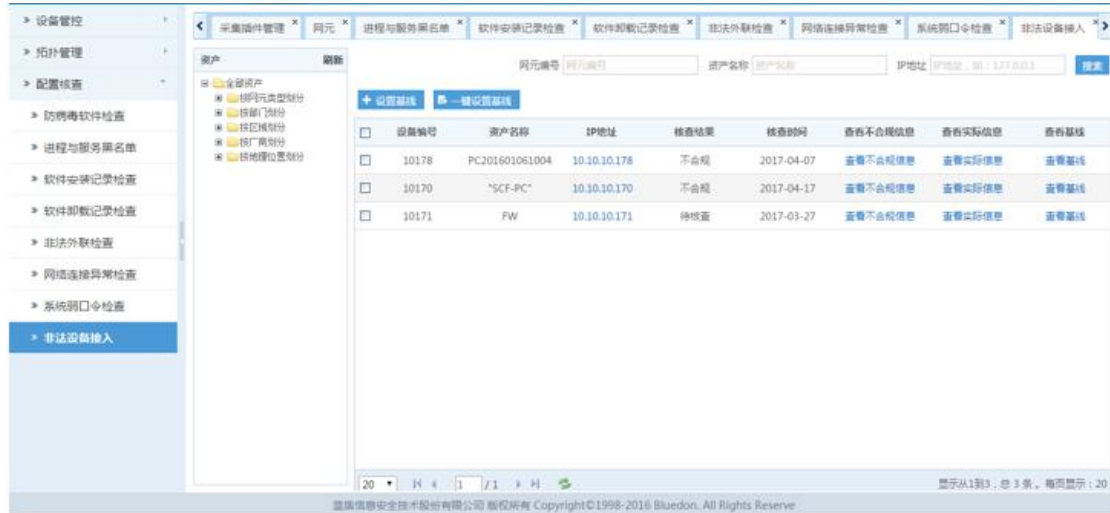 设备管控
拓扑管理
配置核查
防病毒软件检查
进程与服务黑名单
软件安装记录检查
软件卸载记录检查
非法外联检查
网络连接异常检查
系统弱口令检查
非法设备接入
采集插件管理 × 网元 × 进程与服务黑名单 × 软件安装记录检查 × 软件卸载记录检查 × 非法外联检查 × 网络连接异常检查 × 系统弱口令检查 × 非法设备接入 ×
资产 刷新
全部资产
按网元类型划分
按部门划分
按区域划分
按厂商划分
按地理位置划分
网元编号 网元编号 资产名称 资产名称 IP地址 IP地址,如:127.0.0.1 搜索
设置基线 一键设置基线
设备编号 资产名称 IP地址 核查结果 核查时间 查看不合规信息 查看实际信息 查看基线
10178 PC201601061004 10.10.10.178 不合规 2017-04-07 查看不合规信息 查看实际信息 查看基线
10170 "SCF-PC" 10.10.10.170 不合规 2017-04-17 查看不合规信息 查看实际信息 查看基线
10171 FW 10.10.10.171 待核查 2017-03-27 查看不合规信息 查看实际信息 查看基线
20 1 /1 显示从1到3,总 3 条。每页显示:20
蓝盾信息安全技术股份有限公司 版权所有 Copyright©1998-2016 Bluedon. All Rights Reserve